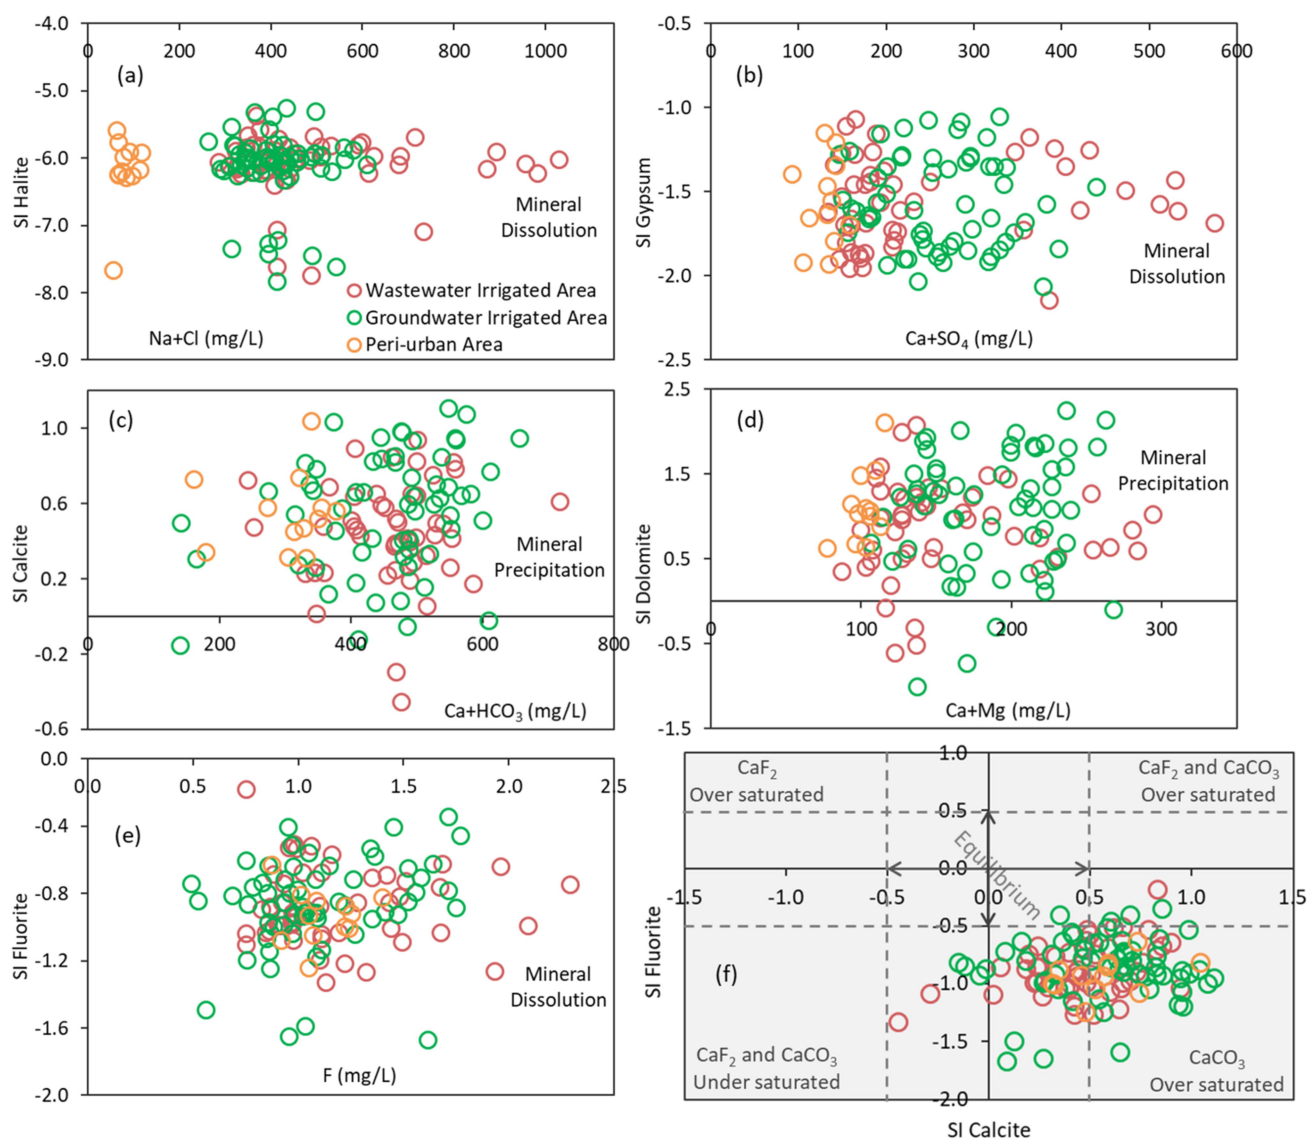 -4.0
0 200 400 600 800 1000
(a)
-5.0
-6.0
-7.0
-8.0
-9.0
SI Halite
Mineral
Dissolution
Wastewater Irrigated Area
Groundwater Irrigated Area
Peri-urban Area
Na+Cl (mg/L)
-0.5
0 100 200 300 400 500 600
(b)
-1.0
-1.5
-2.0
-2.5
SI Gypsum
Mineral
Dissolution
Ca+SO₄ (mg/L)
(c)
1.0
0.6
0.2
-0.2
-0.6
SI Calcite
Mineral
Precipitation
0 200 400 600 800
Ca+HCO₃ (mg/L)
2.5
(d)
1.5
0.5
-0.5
-1.5
SI Dolomite
Mineral
Precipitation
0 100 200 300
Ca+Mg (mg/L)
0.0
0.0 0.5 1.0 1.5 2.0 2.5
-0.4
(e)
-0.8
-1.2
-1.6
-2.0
SI Fluorite
Mineral
Dissolution
F (mg/L)
1.0
CaF₂
Over saturated
CaF₂ and CaCO₃
Over saturated
0.5
Equilibrium
0.0
-1.5 -1.0 -0.5 0.0 0.5 1.0 1.5
-0.5
SI Fluorite
(f)
-1.0
-1.5
CaF₂ and CaCO₃
Under saturated
CaCO₃
Over saturated
-2.0
SI Calcite